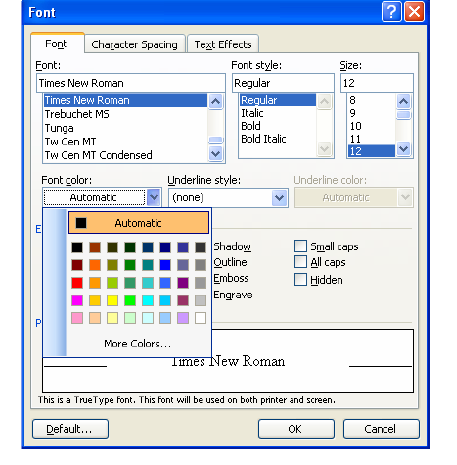 Font
Font Character Spacing Text Effects
Font: Font style: Size:
Times New Roman Regular 12
Times New Roman Regular 8
Trebuchet MS Italic 9
Tunga Bold 10
Tw Cen MT Bold Italic 11
Tw Cen MT Condensed 12
Font color: Underline style: Underline color:
Automatic (none) Automatic
Automatic
E
Shadow Small caps
Outline All caps
Emboss Hidden
Engrave
P
More Colors...
Times New Roman
This is a TrueType font. This font will be used on both printer and screen.
Default... OK Cancel